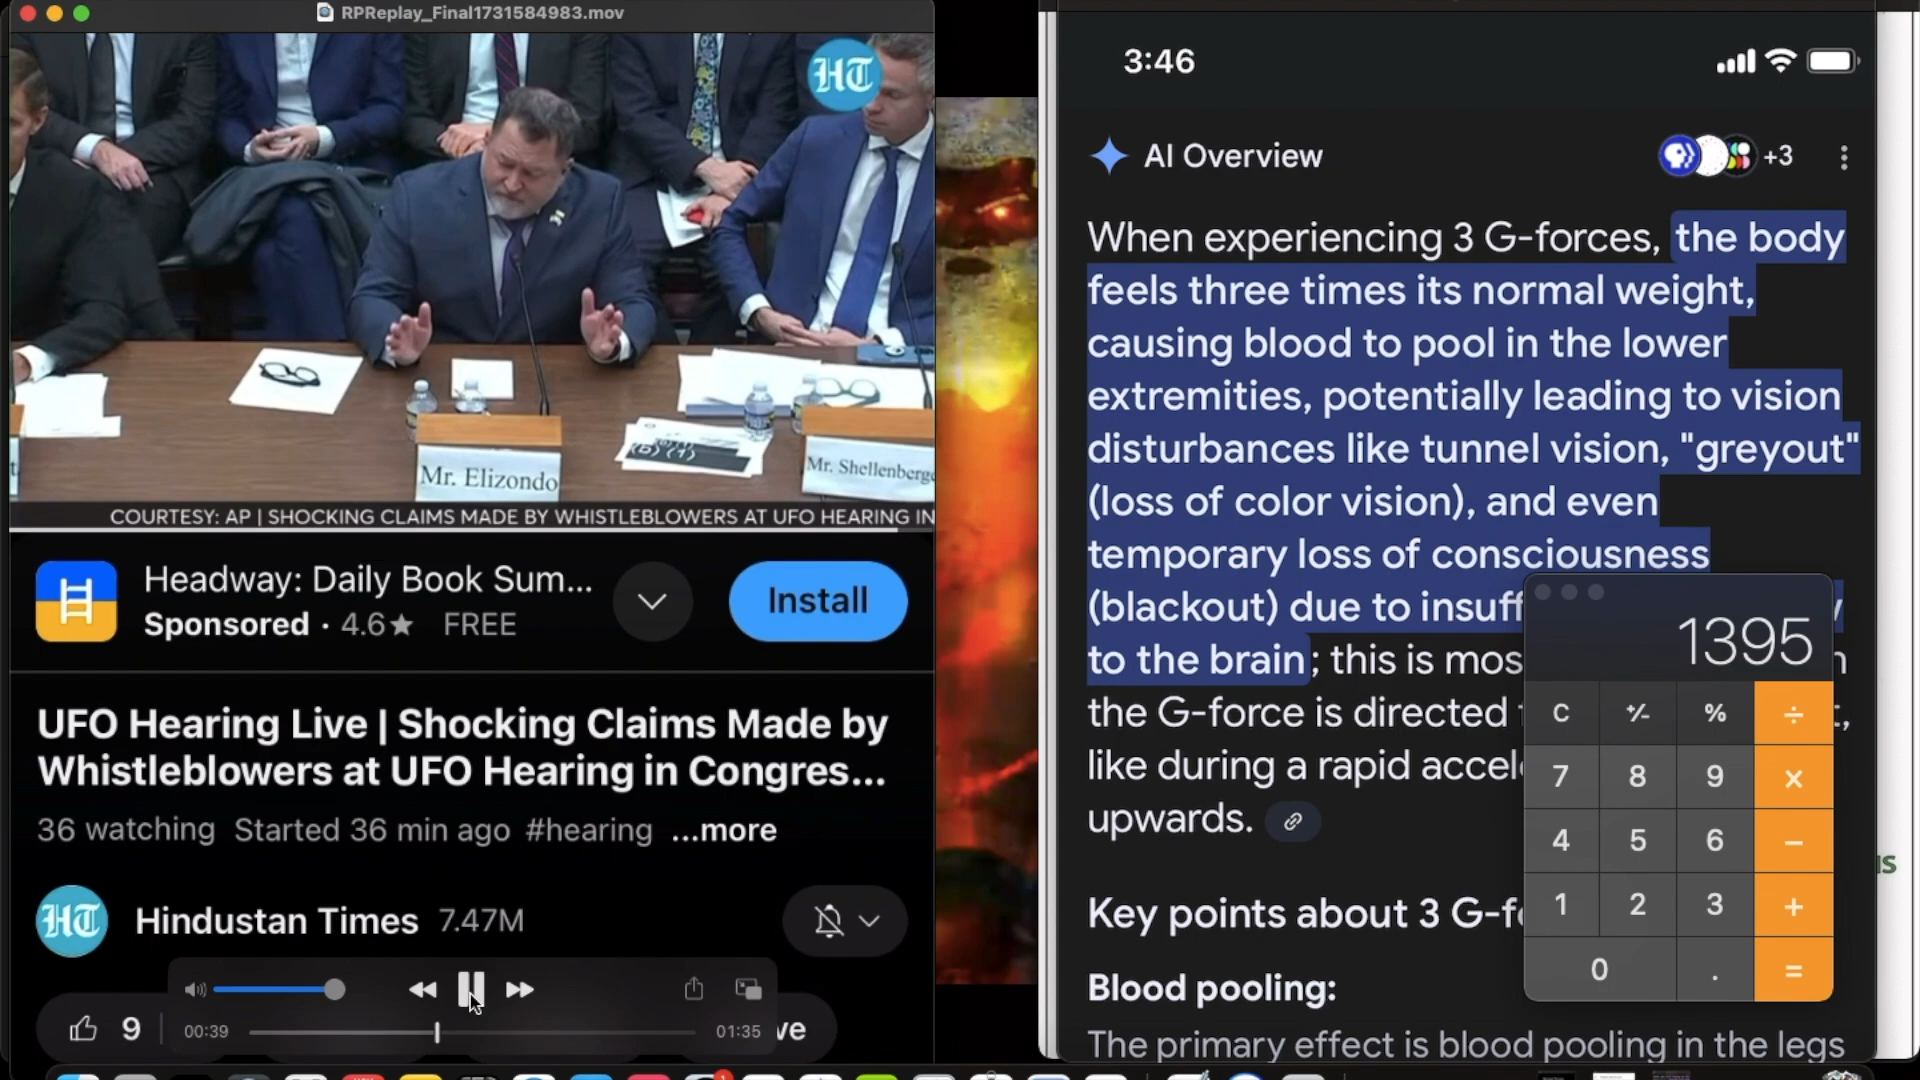 RPReplay_Final1731584983.mov
HT
Mr. Elizondo
Mr. Shellenberge
(b)(1)
COURTESY: AP | SHOCKING CLAIMS MADE BY WHISTLEBLOWERS AT UFO HEARING IN
Headway: Daily Book Sum...
Sponsored · 4.6★ FREE
Install
UFO Hearing Live | Shocking Claims Made by
Whistleblowers at UFO Hearing in Congres...
36 watching Started 36 min ago #hearing ...more
HT
Hindustan Times 7.47M
9
ve
00:39
01:35
3:46
AI Overview
+3
When experiencing 3 G-forces, the body
feels three times its normal weight,
causing blood to pool in the lower
extremities, potentially leading to vision
disturbances like tunnel vision, "greyout"
(loss of color vision), and even
temporary loss of consciousness
(blackout) due to insuff
to the brain; this is mos
the G-force is directed
like during a rapid accel
upwards.
Key points about 3 G-f
Blood pooling:
The primary effect is blood pooling in the legs
1395
C +/- % ÷
7 8 9 ×
4 5 6 −
1 2 3 +
0 . =